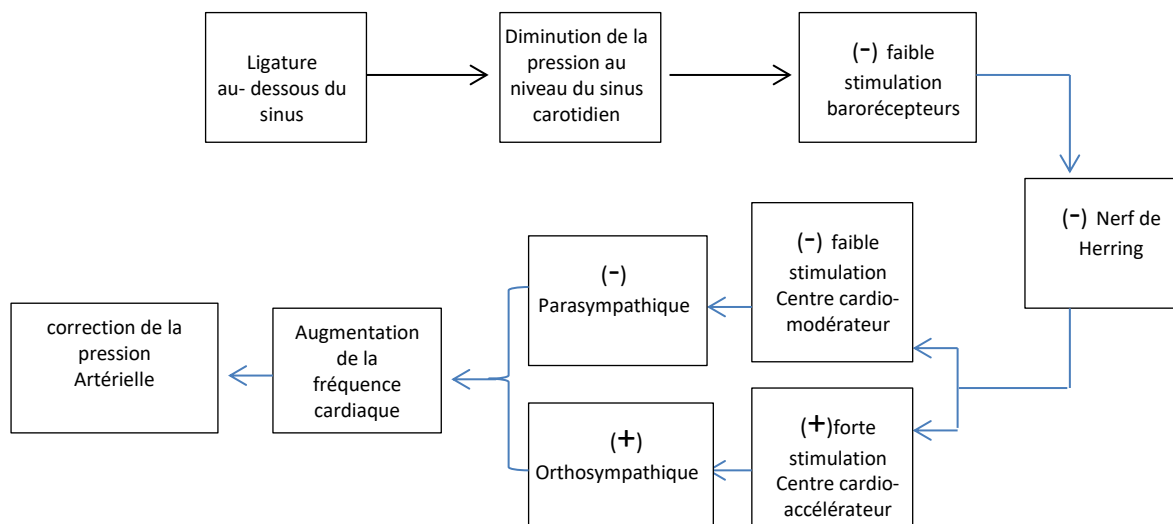 Ligature
au- dessous du
sinus
Diminution de la
pression au
niveau du sinus
carotidien
(-) faible
stimulation
barorécepteurs
(-) Nerf de
Herring
(-) faible
stimulation
Centre cardio-
modérateur
(-)
Parasympathique
Augmentation
de la
fréquence
cardiaque
correction de la
pression
Artérielle
(+)forte
stimulation
Centre cardio-
accélérateur
(+)
Orthosympathique